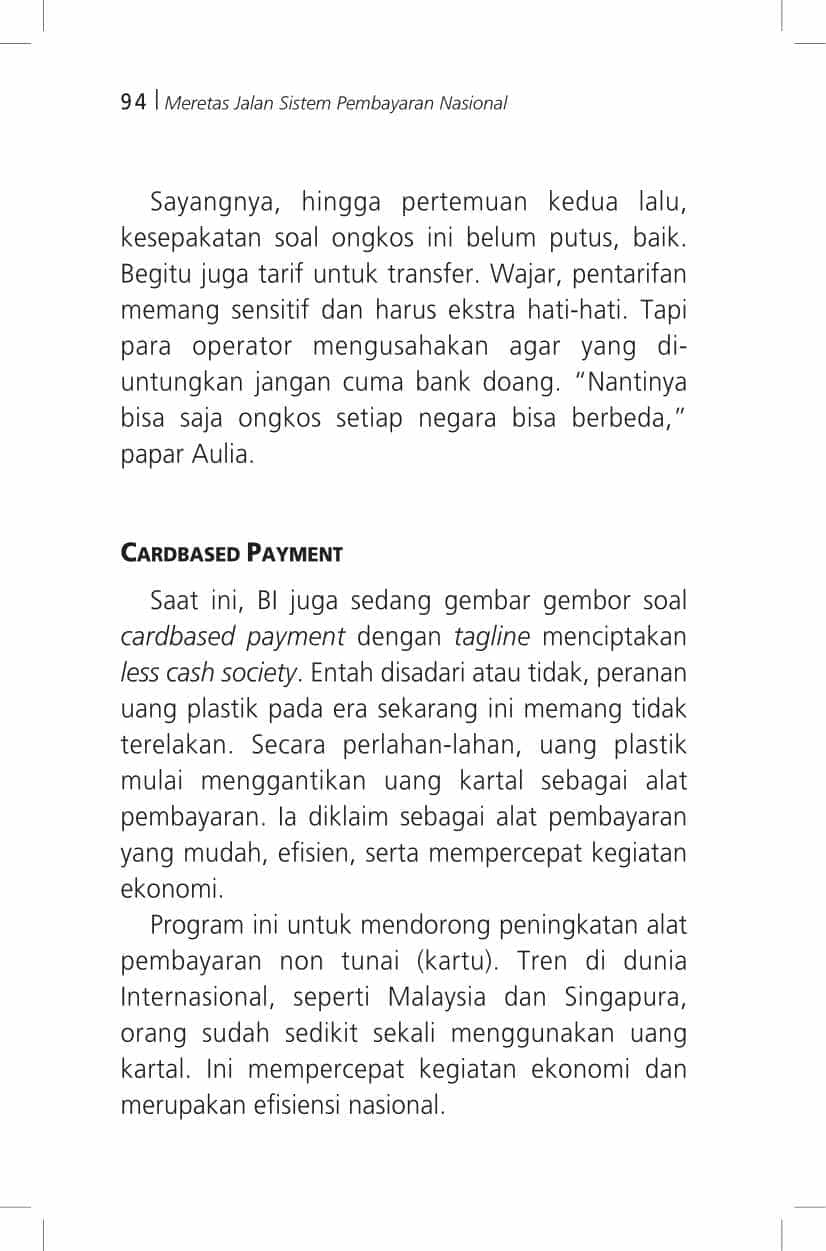 94 | Meretas Jalan Sistem Pembayaran Nasional
Sayangnya, hingga pertemuan kedua lalu,
kesepakatan soal ongkos ini belum putus, baik.
Begitu juga tarif untuk transfer. Wajar, pentarifan
memang sensitif dan harus ekstra hati-hati. Tapi
para operator mengusahakan agar yang di-
untungkan jangan cuma bank doang. “Nantinya
bisa saja ongkos setiap negara bisa berbeda,”
papar Aulia.
CARDBASED PAYMENT
Saat ini, BI juga sedang gembar gembor soal
cardbased payment dengan tagline menciptakan
less cash society. Entah disadari atau tidak, peranan
uang plastik pada era sekarang ini memang tidak
terelakan. Secara perlahan-lahan, uang plastik
mulai menggantikan uang kartal sebagai alat
pembayaran. Ia diklaim sebagai alat pembayaran
yang mudah, efisien, serta mempercepat kegiatan
ekonomi.
Program ini untuk mendorong peningkatan alat
pembayaran non tunai (kartu). Tren di dunia
Internasional, seperti Malaysia dan Singapura,
orang sudah sedikit sekali menggunakan uang
kartal. Ini mempercepat kegiatan ekonomi dan
merupakan efisiensi nasional.